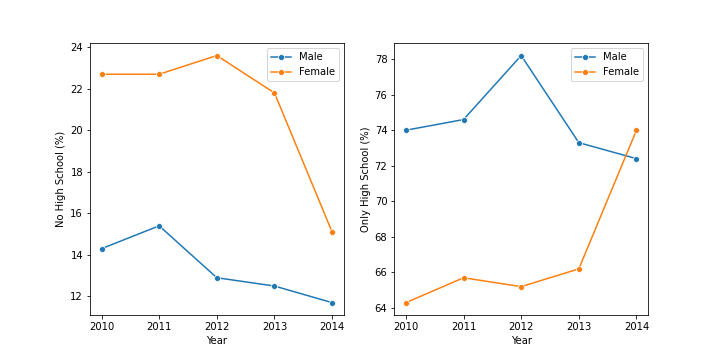 No High School (%)
24
22
20
18
16
14
12
2010 2011 2012 2013 2014
Year
Male
Female
Only High School (%)
78
76
74
72
70
68
66
64
2010 2011 2012 2013 2014
Year
Male
Female